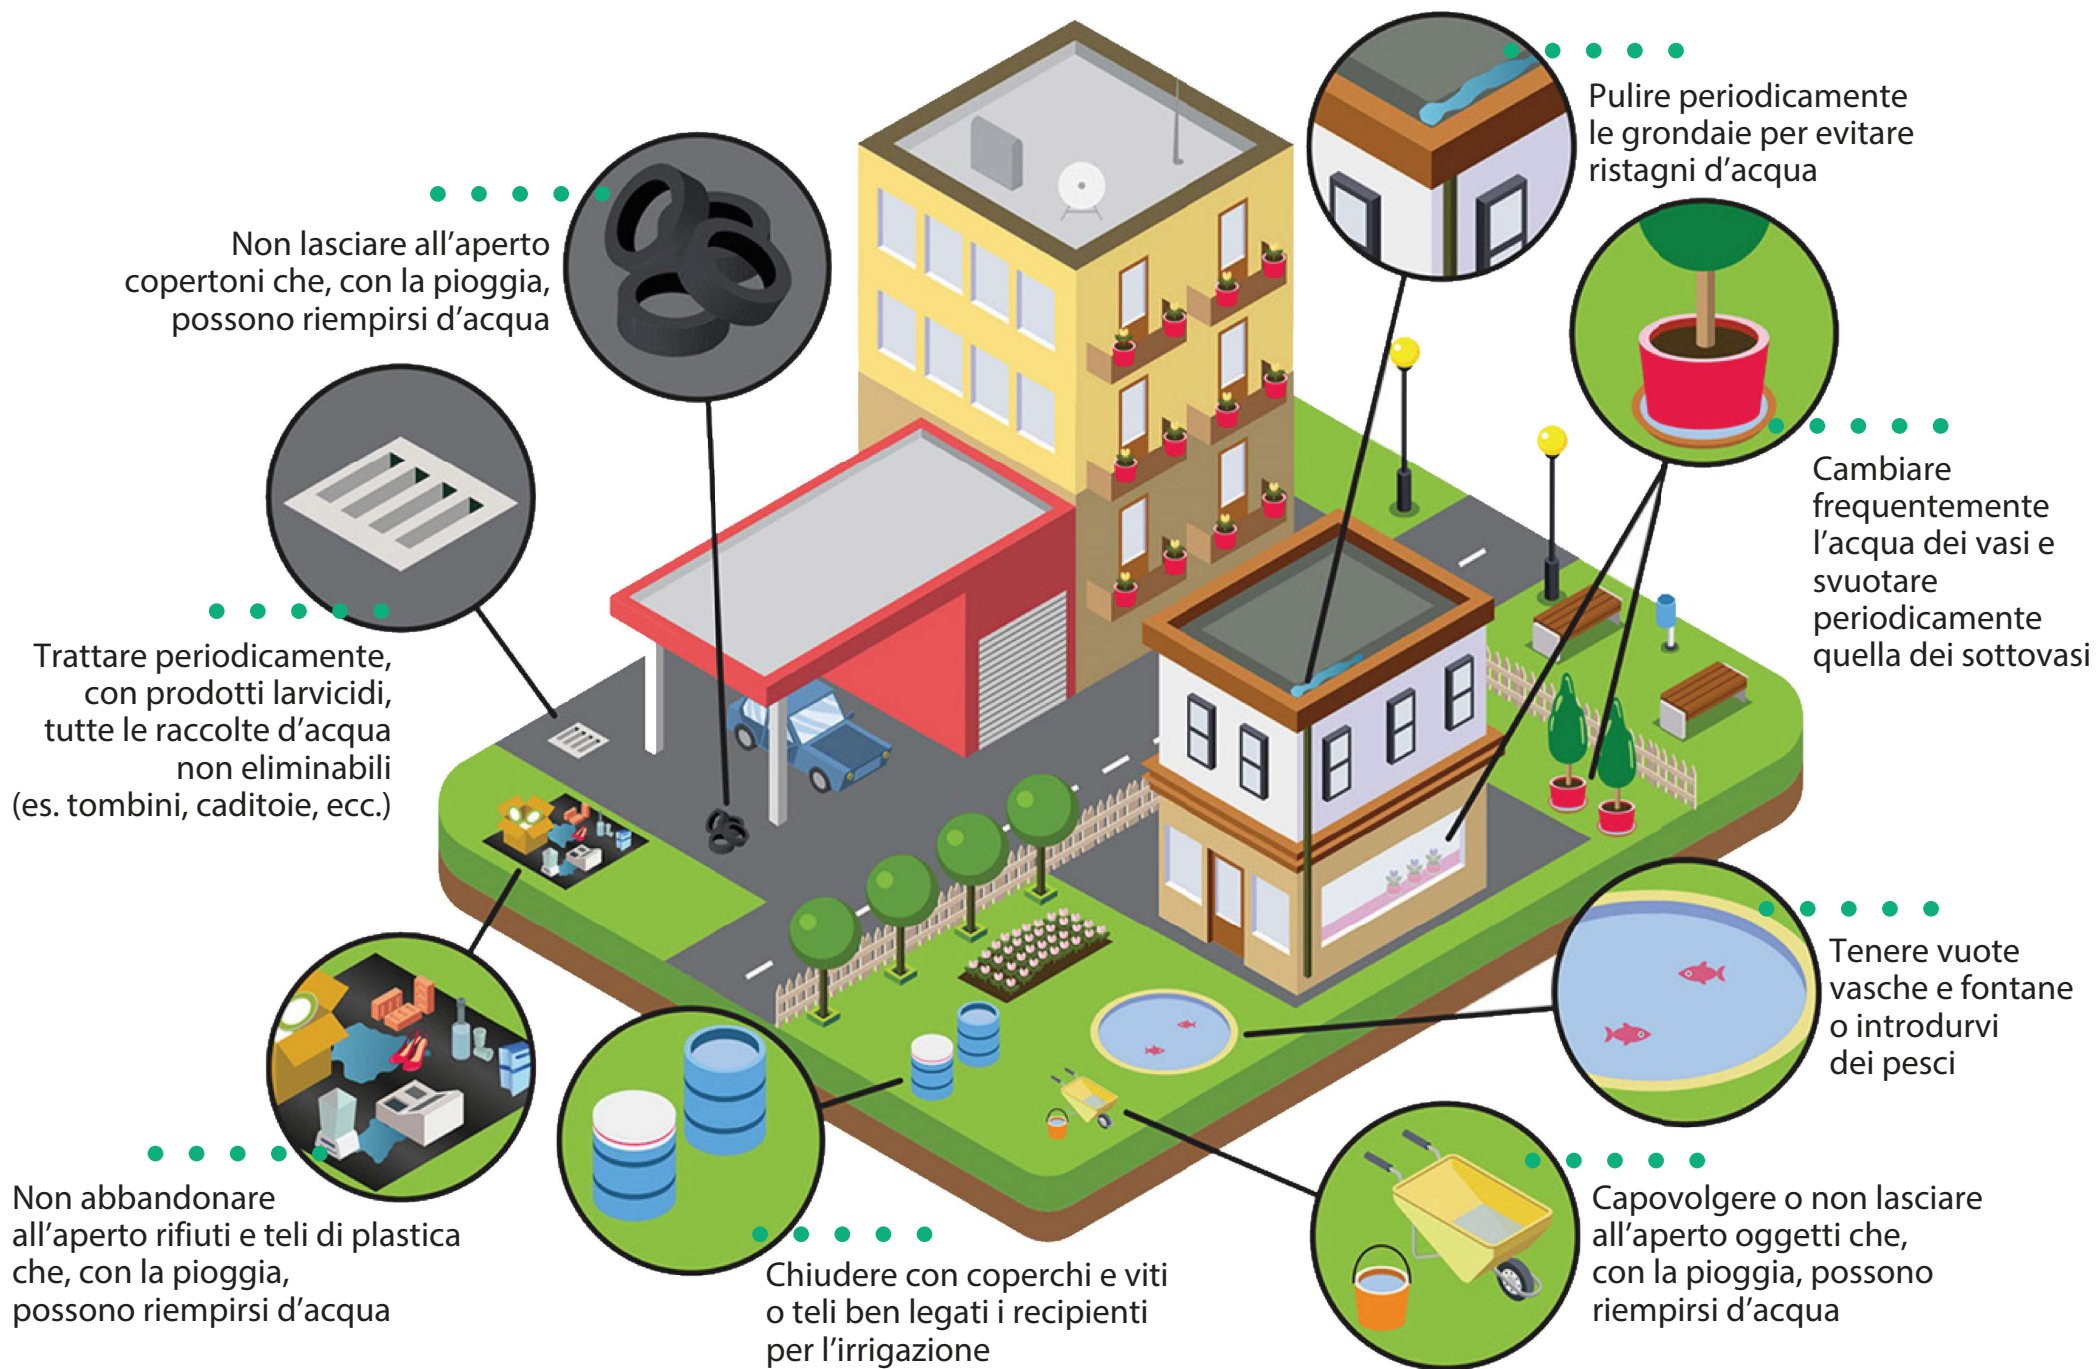 Pulire periodicamente
le grondaie per evitare
ristagni d'acqua
Non lasciare all'aperto
copertoni che, con la pioggia,
possono riempirsi d'acqua
Cambiare
frequentemente
l'acqua dei vasi e
svuotare
periodicamente
quella dei sottovasi
Trattare periodicamente,
con prodotti larvicidi,
tutte le raccolte d'acqua
non eliminabili
(es. tombini, caditoie, ecc.)
Tenere vuote
vasche e fontane
o introdurvi
dei pesci
Non abbandonare
all'aperto rifiuti e teli di plastica
che, con la pioggia,
possono riempirsi d'acqua
Chiudere con coperchi e viti
o teli ben legati i recipienti
per l'irrigazione
Capovolgere o non lasciare
all'aperto oggetti che,
con la pioggia, possono
riempirsi d'acqua